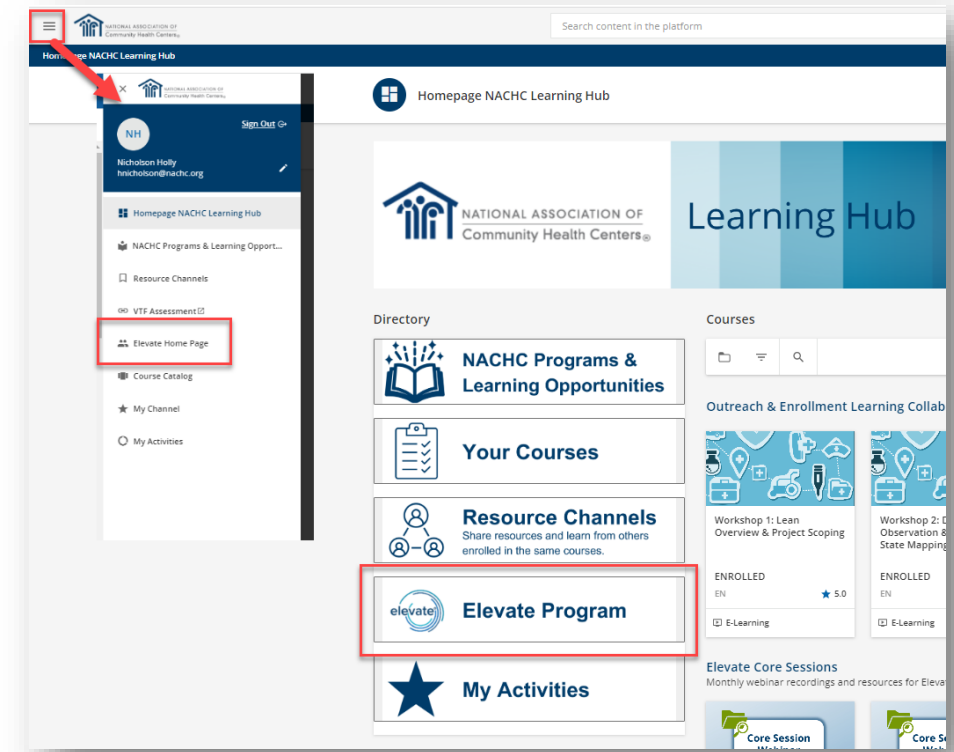 NATIONAL ASSOCIATION OF
Community Health Centers®
Search content in the platform
Homepage NACHC Learning Hub
NATIONAL ASSOCIATION OF
Community Health Centers®
NH
Sign Out
Nicholson Holly
hnicholson@nachc.org
Homepage NACHC Learning Hub
NACHC Programs & Learning Opport...
Resource Channels
VTF Assessment
Elevate Home Page
Course Catalog
My Channel
My Activities
Homepage NACHC Learning Hub
NATIONAL ASSOCIATION OF
Community Health Centers®
Learning Hub
Directory
NACHC Programs &
Learning Opportunities
Your Courses
Resource Channels
Share resources and learn from others
enrolled in the same courses.
elevate
Elevate Program
My Activities
Courses
Outreach & Enrollment Learning Collab
Workshop 1: Lean
Overview & Project Scoping
ENROLLED
EN
5.0
E-Learning
Workshop 2:
Observation &
State Mapping
ENROLLED
EN
E-Learning
Elevate Core Sessions
Monthly webinar recordings and resources for Eleva
Core Session
Webinar
Core